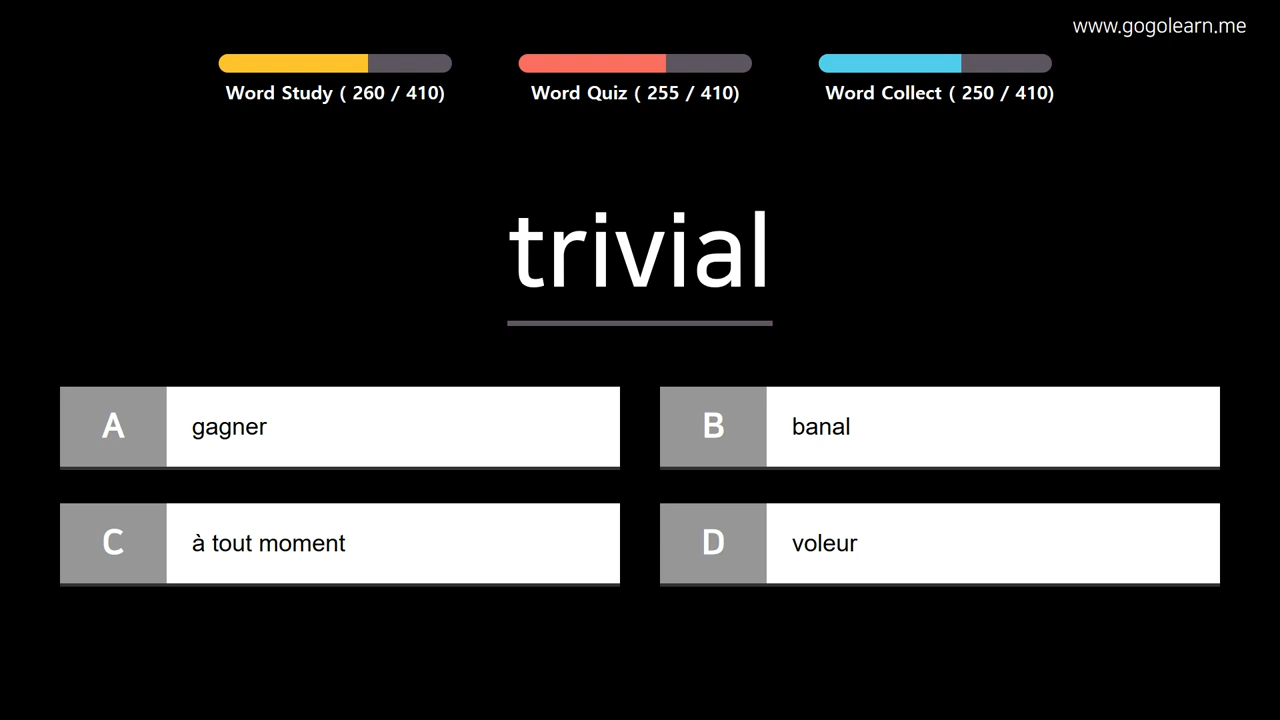 www.gogolearn.me
Word Study ( 260 / 410)
Word Quiz ( 255 / 410)
Word Collect ( 250 / 410)
trivial
A gagner
B banal
C à tout moment
D voleur